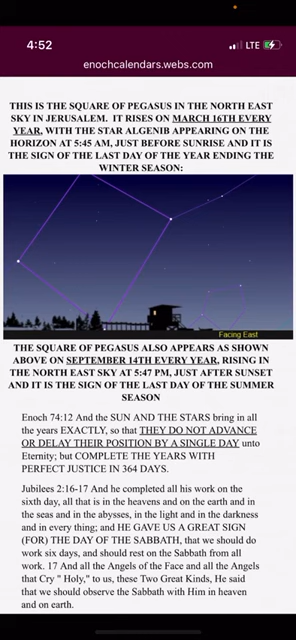 4:52
LTE
enochcalendars.webs.com
THIS IS THE SQUARE OF PEGASUS IN THE NORTH EAST
SKY IN JERUSALEM. IT RISES ON MARCH 16TH EVERY
YEAR, WITH THE STAR ALGENIB APPEARING ON THE
HORIZON AT 5:45 AM, JUST BEFORE SUNRISE AND IT IS
THE SIGN OF THE LAST DAY OF THE YEAR ENDING THE
WINTER SEASON:
Facing East
THE SQUARE OF PEGASUS ALSO APPEARS AS SHOWN
ABOVE ON SEPTEMBER 14TH EVERY YEAR, RISING IN
THE NORTH EAST SKY AT 5:47 PM, JUST AFTER SUNSET
AND IT IS THE SIGN OF THE LAST DAY OF THE SUMMER
SEASON
Enoch 74:12 And the SUN AND THE STARS bring in all
the years EXACTLY, so that THEY DO NOT ADVANCE
OR DELAY THEIR POSITION BY A SINGLE DAY unto
Eternity; but COMPLETE THE YEARS WITH
PERFECT JUSTICE IN 364 DAYS.
Jubilees 2:16-17 And he completed all his work on the
sixth day, all that is in the heavens and on the earth and in
the seas and in the abysses, in the light and in the darkness
and in every thing; and HE GAVE US A GREAT SIGN
(FOR) THE DAY OF THE SABBATH, that we should do
work six days, and should rest on the Sabbath from all
work. 17 And all the Angels of the Face and all the Angels
that Cry " Holy," to us, these Two Great Kinds, He said
that we should observe the Sabbath with Him in heaven
and on earth.